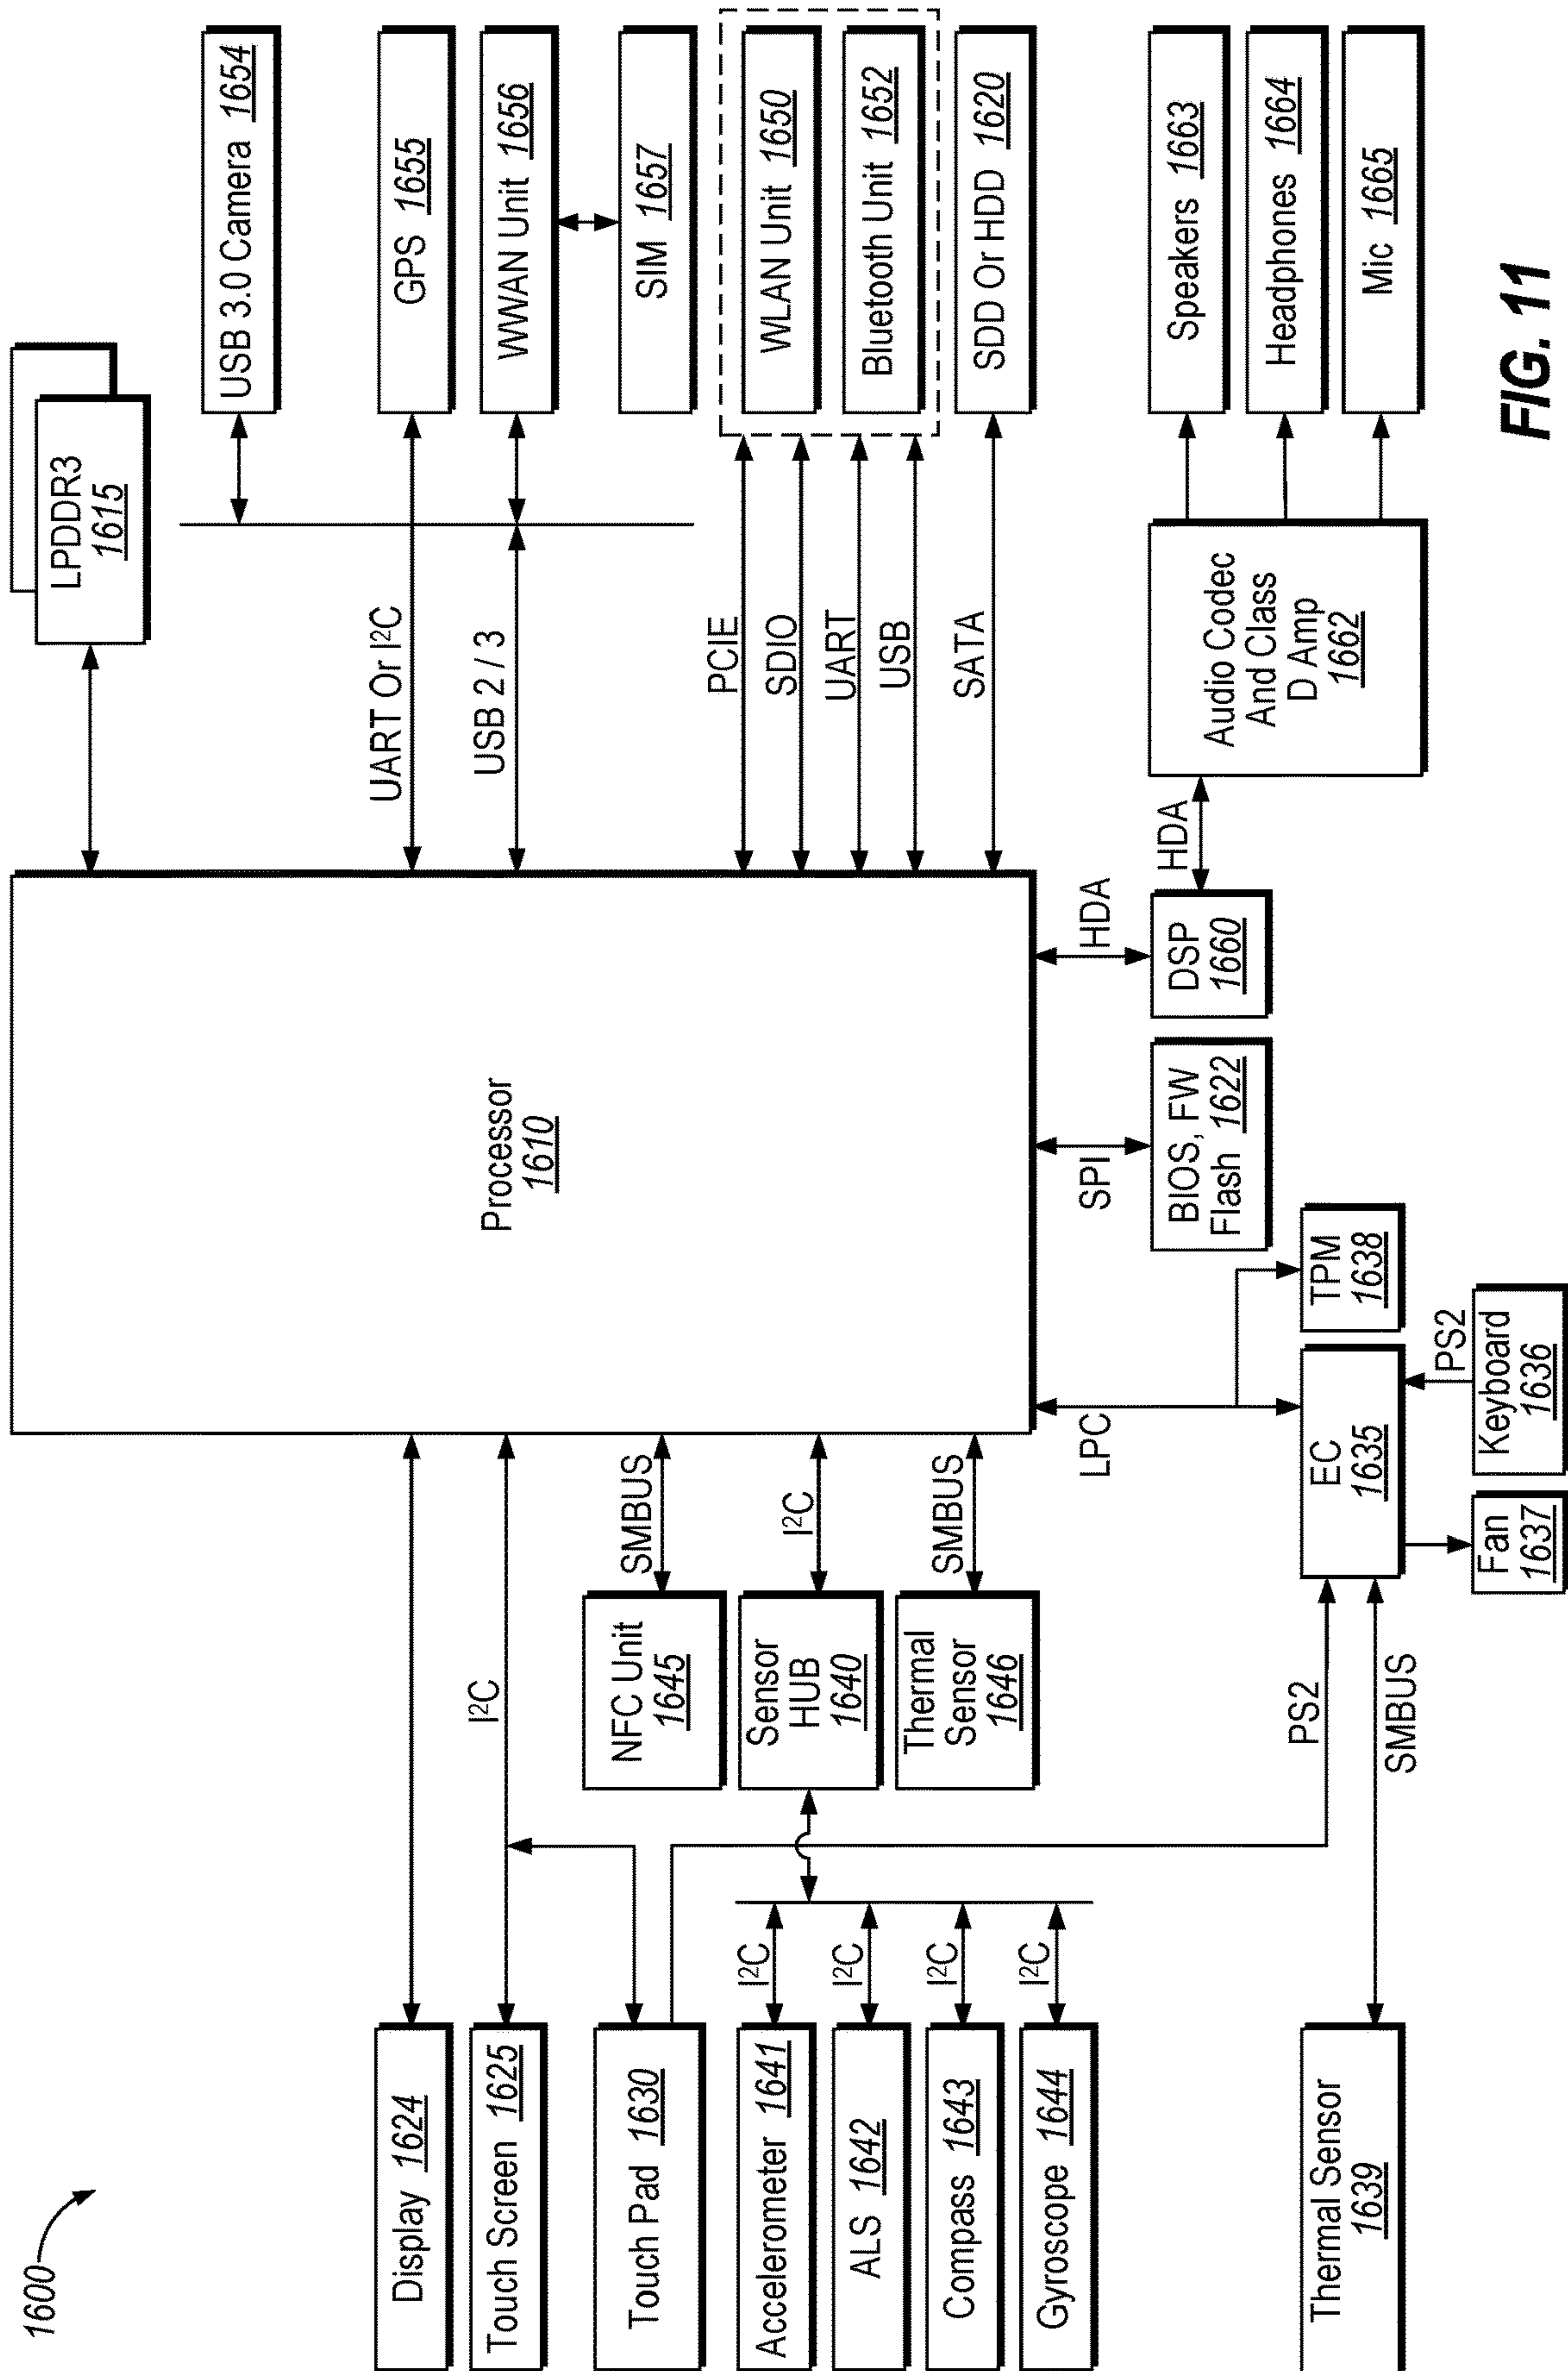 1600
LPDDR3
1615
USB 3.0 Camera 1654
Processor
1610
Display 1624
UART Or I²C
GPS 1655
Touch Screen 1625
I²C
USB 2 / 3
WWAN Unit 1656
SIM 1657
Touch Pad 1630
NFC Unit
1645
SMBUS
PCIE
SDIO
UART
USB
WLAN Unit 1650
Bluetooth Unit 1652
Accelerometer 1641
I²C
ALS 1642
I²C
Compass 1643
I²C
Gyroscope 1644
I²C
Sensor
HUB
1640
I²C
Thermal
Sensor
1646
SMBUS
SATA
SDD Or HDD 1620
LPC
SPI
HDA
BIOS, FW
Flash 1622
DSP
1660
HDA
Audio Codec
And Class
D Amp
1662
Speakers 1663
Headphones 1664
Mic 1665
PS2
SMBUS
Thermal Sensor
1639
EC
1635
TPM
1638
PS2
Fan
1637
Keyboard
1636
FIG. 11